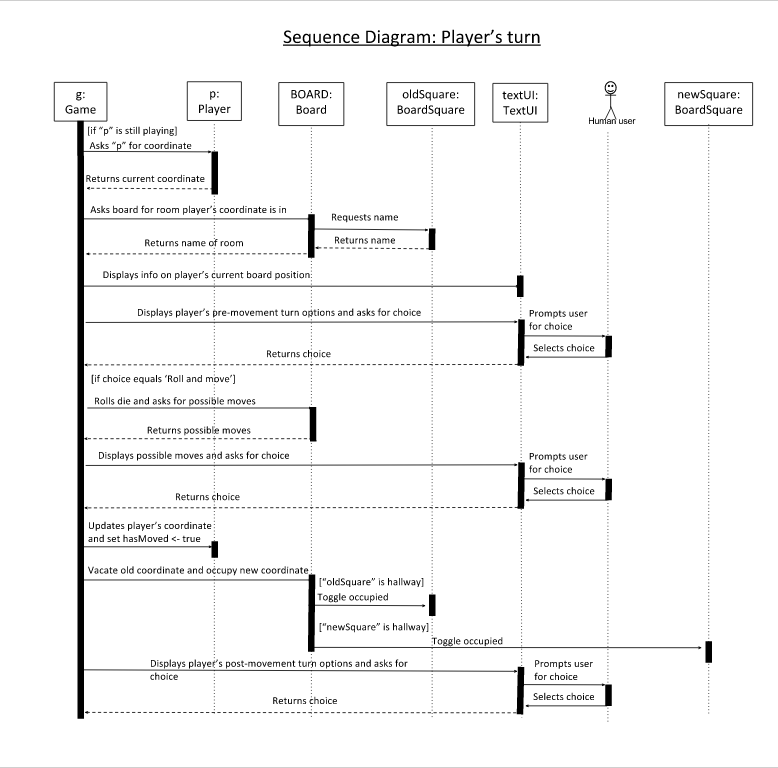 Sequence Diagram: Player’s turn
g:
Game
p:
Player
BOARD:
Board
oldSquare:
BoardSquare
textUI:
TextUI
Human user
newSquare:
BoardSquare
[if “p” is still playing]
Asks “p” for coordinate
Returns current coordinate
Asks board for room player’s coordinate is in
Requests name
Returns name of room
Returns name
Displays info on player’s current board position
Displays player’s pre-movement turn options and asks for choice
Prompts user
for choice
Selects choice
Returns choice
[if choice equals ‘Roll and move’]
Rolls die and asks for possible moves
Returns possible moves
Displays possible moves and asks for choice
Prompts user
for choice
Selects choice
Returns choice
Updates player’s coordinate
and set hasMoved <- true
Vacate old coordinate and occupy new coordinate
[“oldSquare” is hallway]
Toggle occupied
[“newSquare” is hallway]
Toggle occupied
Displays player’s post-movement turn options and asks for
choice
Prompts user
for choice
Selects choice
Returns choice